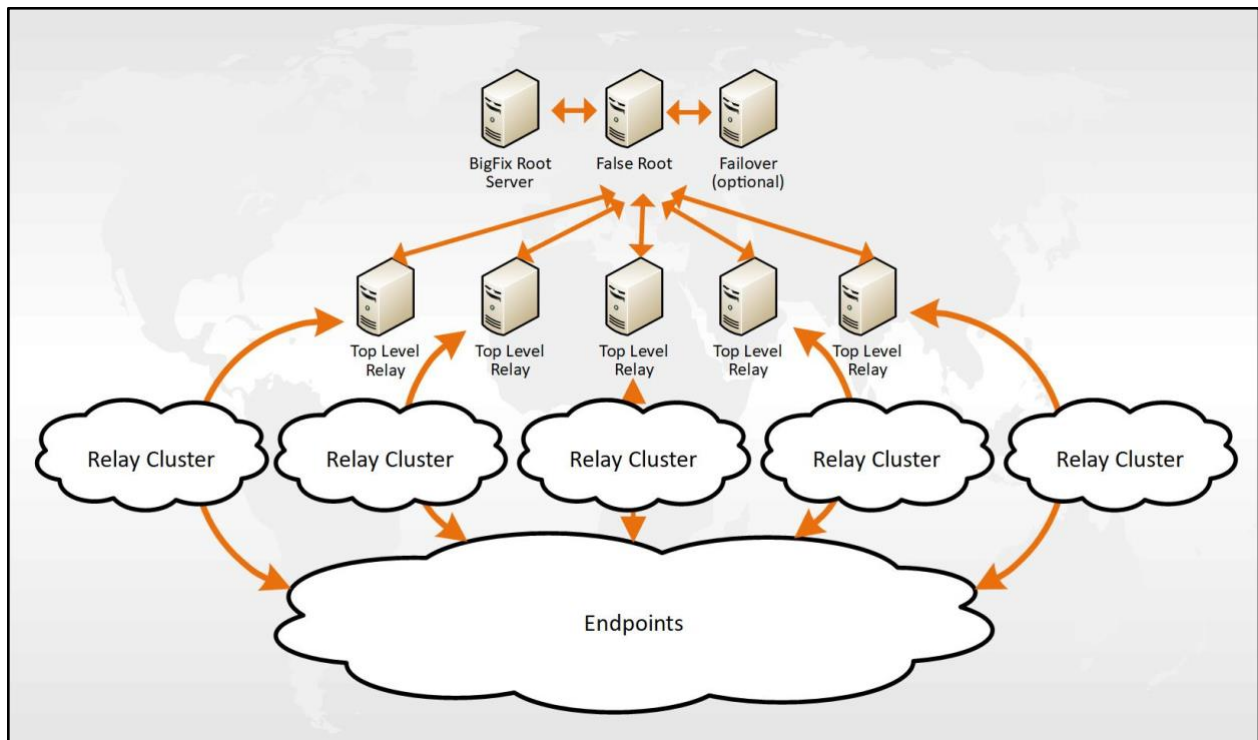 BigFix Root
Server
False Root
Failover
(optional)
Top Level
Relay
Top Level
Relay
Top Level
Relay
Top Level
Relay
Top Level
Relay
Relay Cluster
Relay Cluster
Relay Cluster
Relay Cluster
Relay Cluster
Endpoints